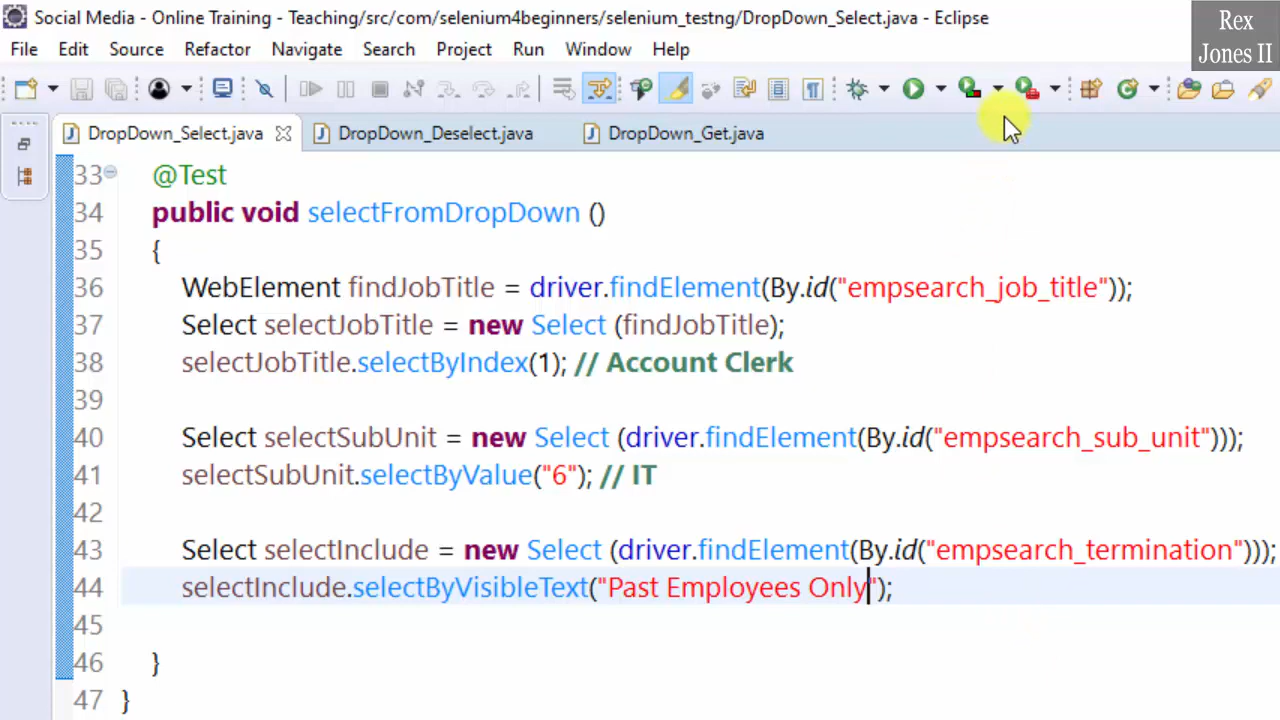 Social Media - Online Training - Teaching/src/com/selenium4beginners/selenium_testng/DropDown_Select.java - Eclipse
Rex
Jones II
File Edit Source Refactor Navigate Search Project Run Window Help
DropDown_Select.java DropDown_Deselect.java DropDown_Get.java
33 @Test
34 public void selectFromDropDown ()
35 {
36 WebElement findJobTitle = driver.findElement(By.id("empsearch_job_title"));
37 Select selectJobTitle = new Select (findJobTitle);
38 selectJobTitle.selectByIndex(1); // Account Clerk
39
40 Select selectSubUnit = new Select (driver.findElement(By.id("empsearch_sub_unit")));
41 selectSubUnit.selectByValue("6"); // IT
42
43 Select selectInclude = new Select (driver.findElement(By.id("empsearch_termination")));
44 selectInclude.selectByVisibleText("Past Employees Only");
45
46 }
47 }